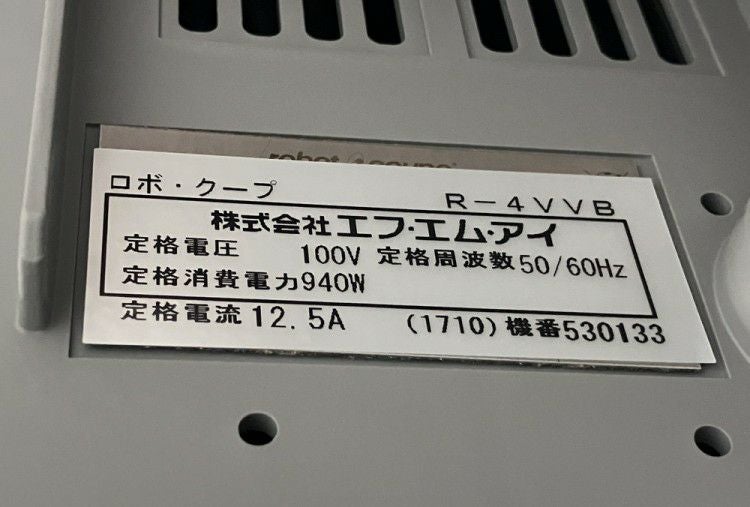 ロボ・クープ R-4VVB
株式会社エフ・エム・アイ
定格電圧 100V 定格周波数50/60Hz
定格消費電力940W
定格電流12.5A (1710)機番530133